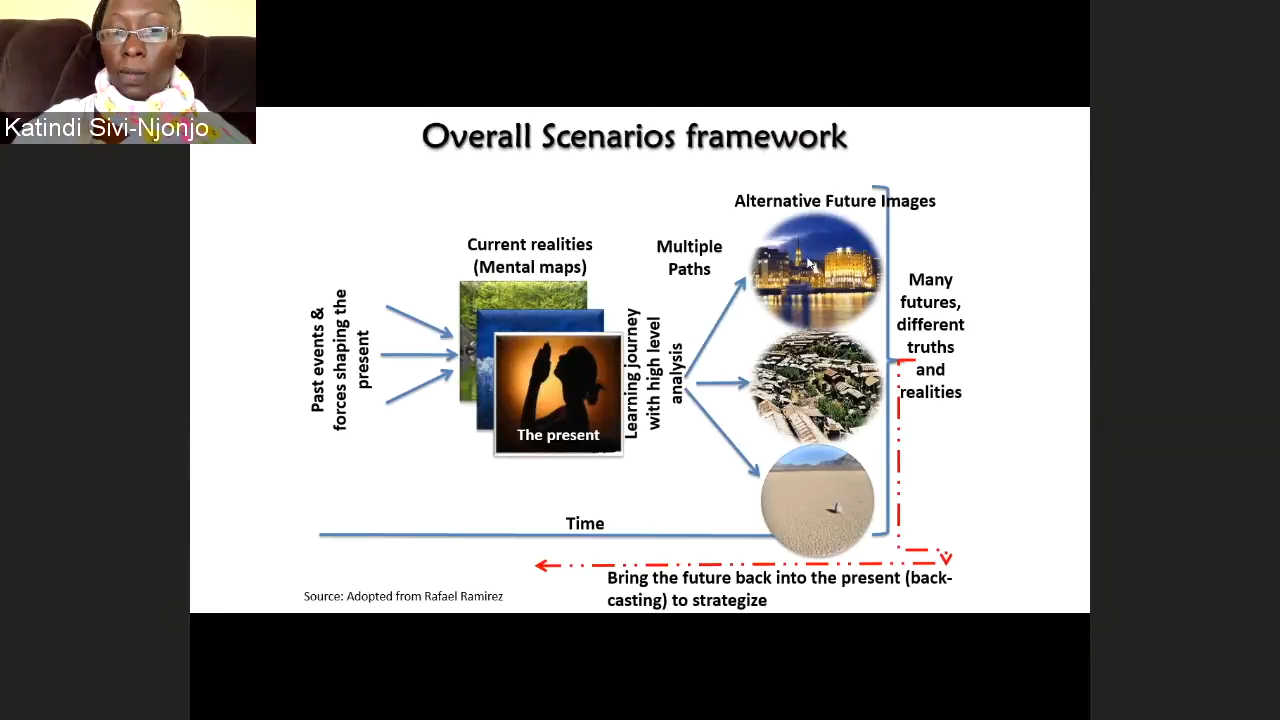 Katindi Sivi-Njonjo
Overall Scenarios framework
Alternative Future Images
Current realities
(Mental maps)
Multiple
Paths
Past events &
forces shaping the
present
The present
Learning journey
with high level
analysis
Many
futures,
different
truths
and
realities
Time
Bring the future back into the present (back-
casting) to strategize
Source: Adopted from Rafael Ramirez